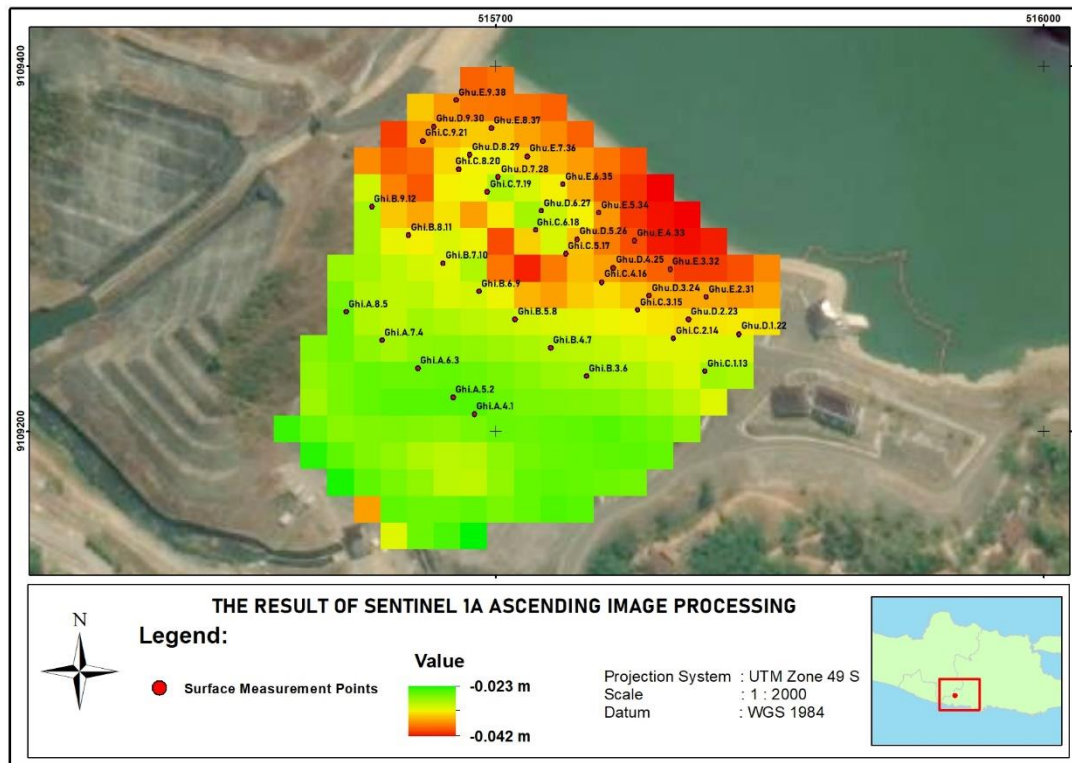 515700
516000
9109400
9109200
Ghu.E.9.38
Ghu.D.9.30
Ghu.E.8.37
Ghi.C.9.21
Ghu.D.8.29
Ghu.E.7.36
Ghi.C.8.20
Ghu.D.7.28
Ghu.E.6.35
Ghi.C.7.19
Ghi.B.9.12
Ghu.D.6.27
Ghu.E.5.34
Ghi.C.6.18
Ghi.B.8.11
Ghu.D.5.26
Ghu.E.4.33
Ghi.C.5.17
Ghi.B.7.10
Ghu.D.4.25
Ghu.E.3.32
Ghi.C.4.16
Ghi.B.6.9
Ghu.D.3.24
Ghu.E.2.31
Ghi.C.3.15
Ghi.A.8.5
Ghi.B.5.8
Ghu.D.2.23
Ghu.D.1.22
Ghi.C.2.14
Ghi.A.7.4
Ghi.B.4.7
Ghi.A.6.3
Ghi.B.3.6
Ghi.C.1.13
Ghi.A.5.2
Ghi.A.4.1
THE RESULT OF SENTINEL 1A ASCENDING IMAGE PROCESSING
N
Legend:
Surface Measurement Points
Value
-0.023 m
-0.042 m
Projection System : UTM Zone 49 S
Scale : 1 : 2000
Datum : WGS 1984